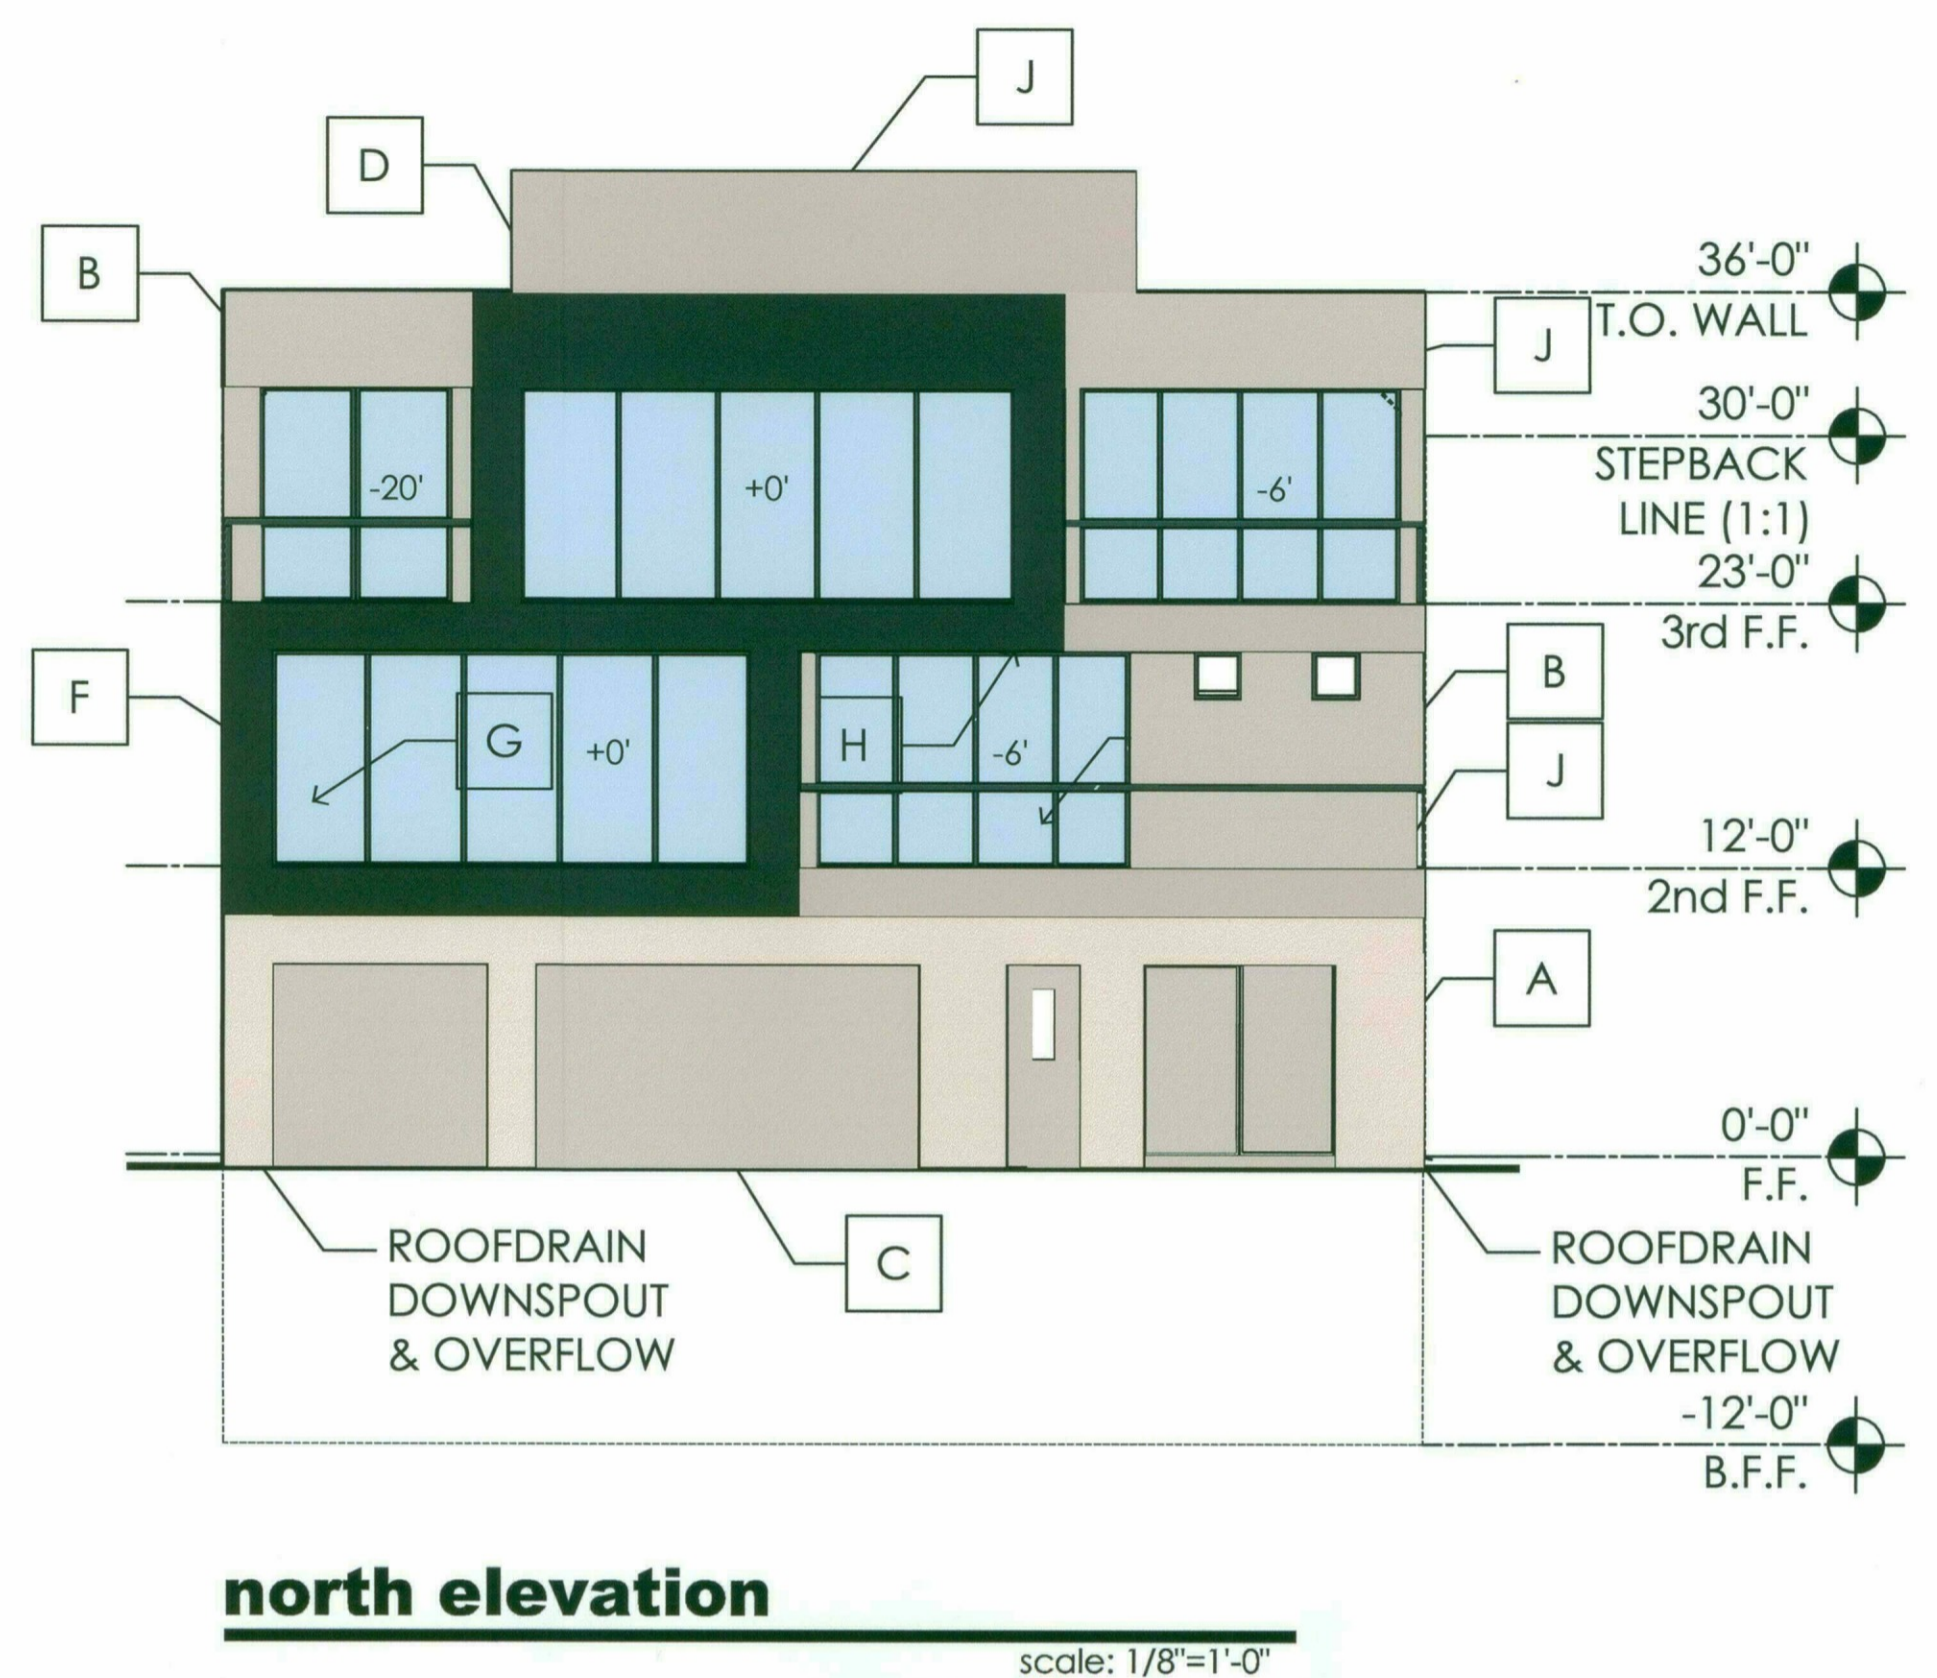 J
D
B
36'-0"
T.O. WALL
J
30'-0"
-20'
+0'
-6'
STEPBACK
LINE (1:1)
23'-0"
3rd F.F.
F
B
G
+0'
H
-6'
J
12'-0"
2nd F.F.
A
0'-0"
F.F.
ROOFDRAIN
DOWNSPOUT
& OVERFLOW
C
ROOFDRAIN
DOWNSPOUT
& OVERFLOW
-12'-0"
B.F.F.
north elevation
scale: 1/8"=1'-0"